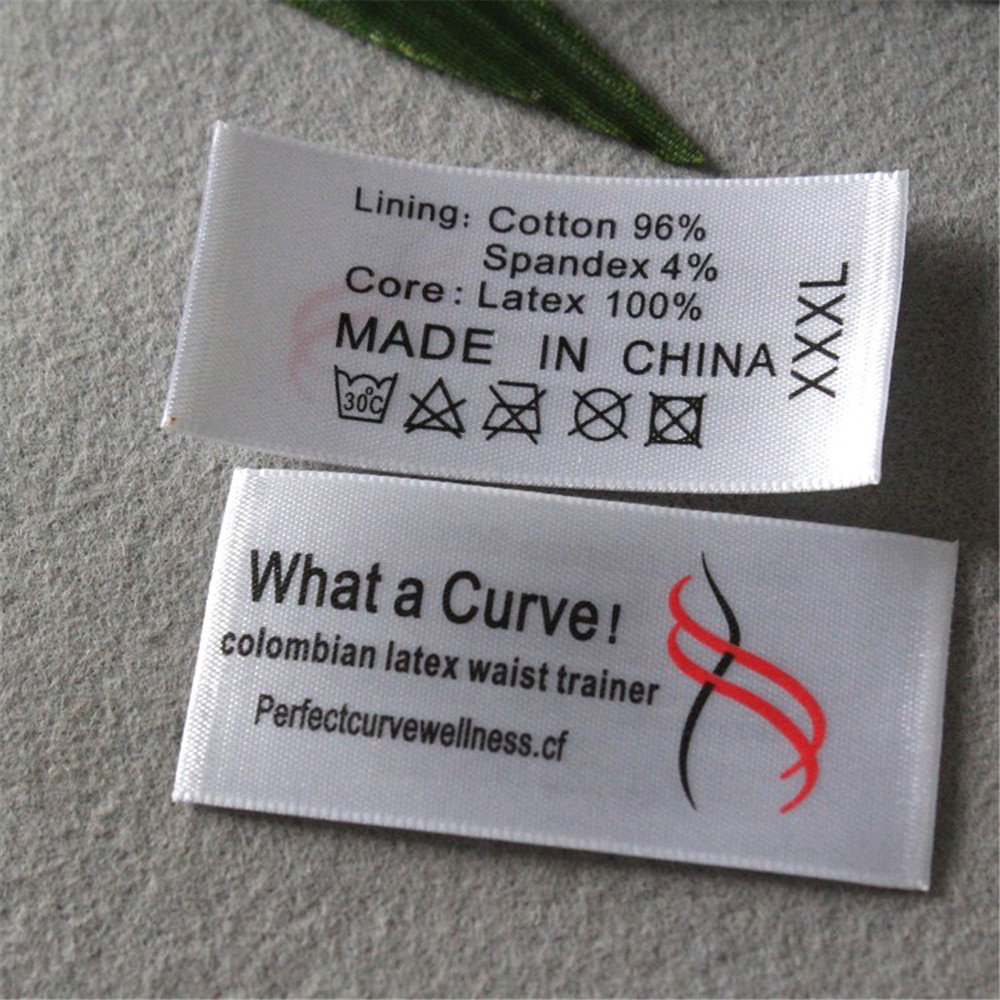 Lining: Cotton 96%
Spandex 4%
Core: Latex 100%
MADE IN CHINA
XXXL
30°C
What a Curve!
colombian latex waist trainer
Perfectcurvewellness.cf